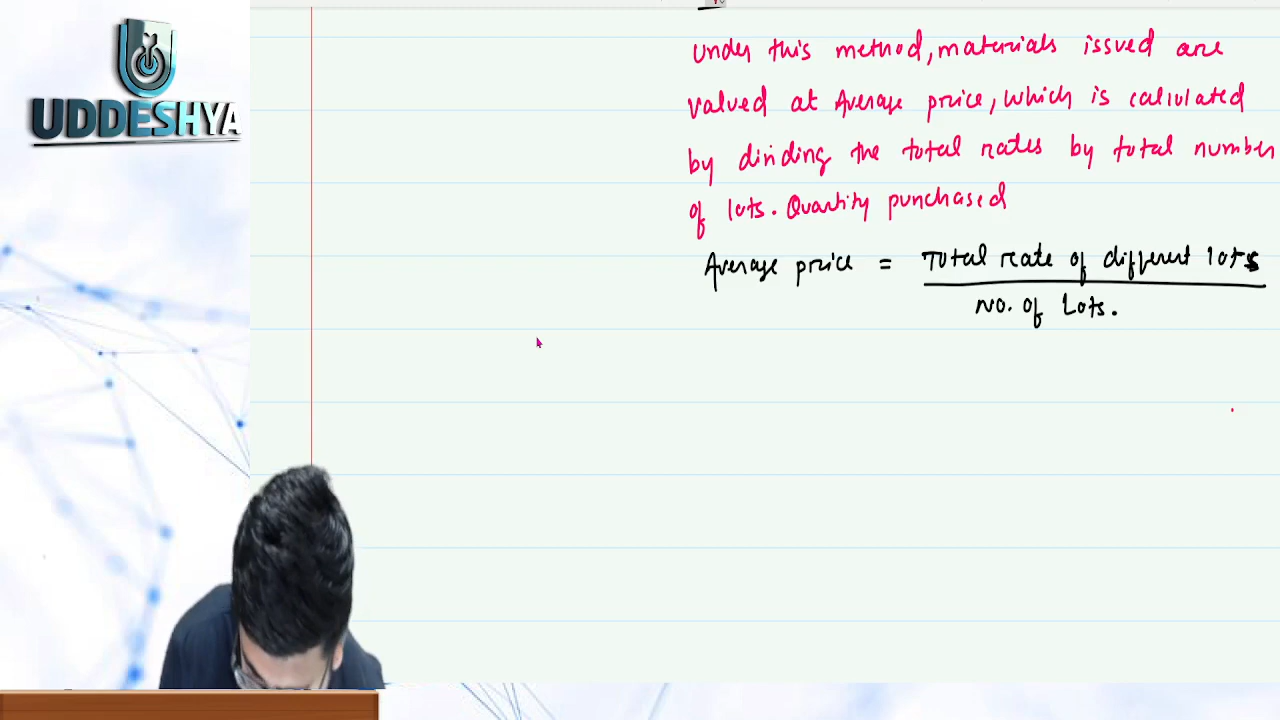 UDDESHYA
Under this method, materials issued are
valued at Average price, which is calculated
by dividing the total rates by total number
of lots. Quantity purchased
Average price = Total rate of different lots
No. of Lots.